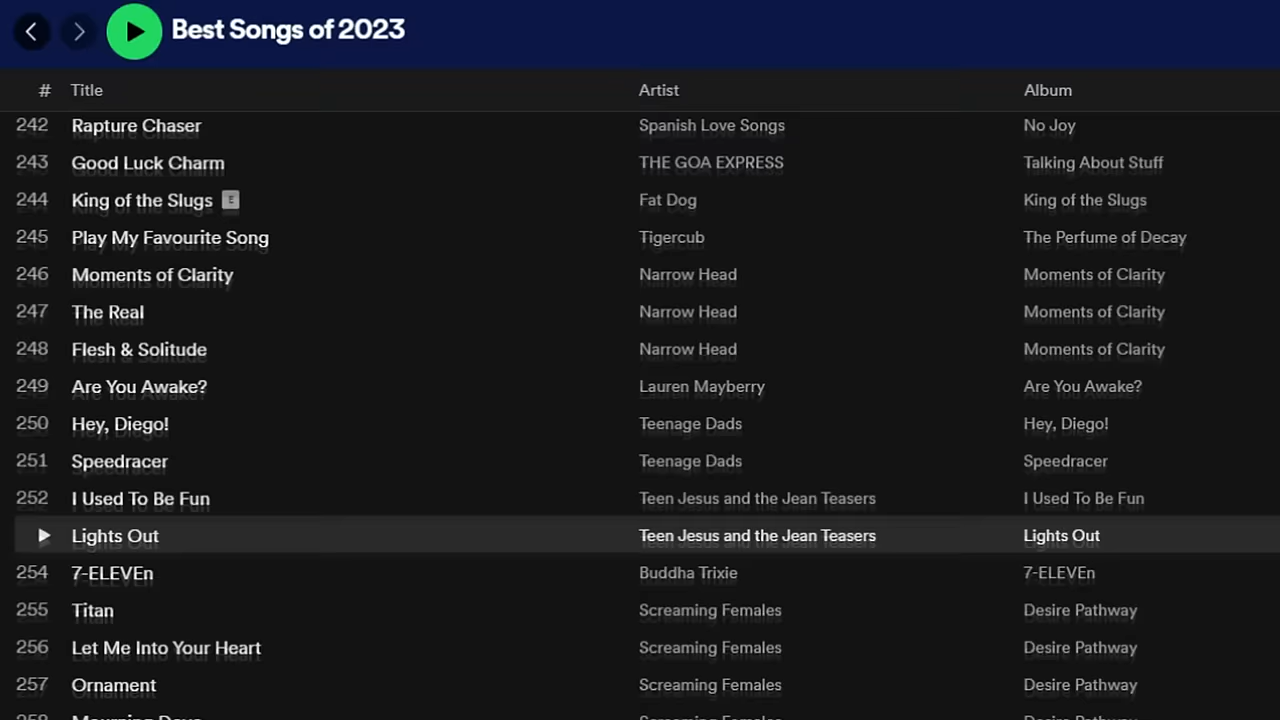 Best Songs of 2023
# Title Artist Album
242 Rapture Chaser Spanish Love Songs No Joy
243 Good Luck Charm THE GOA EXPRESS Talking About Stuff
244 King of the Slugs E Fat Dog King of the Slugs
245 Play My Favourite Song Tigercub The Perfume of Decay
246 Moments of Clarity Narrow Head Moments of Clarity
247 The Real Narrow Head Moments of Clarity
248 Flesh & Solitude Narrow Head Moments of Clarity
249 Are You Awake? Lauren Mayberry Are You Awake?
250 Hey, Diego! Teenage Dads Hey, Diego!
251 Speedracer Teenage Dads Speedracer
252 I Used To Be Fun Teen Jesus and the Jean Teasers I Used To Be Fun
Lights Out Teen Jesus and the Jean Teasers Lights Out
254 7-ELEVEn Buddha Trixie 7-ELEVEn
255 Titan Screaming Females Desire Pathway
256 Let Me Into Your Heart Screaming Females Desire Pathway
257 Ornament Screaming Females Desire Pathway